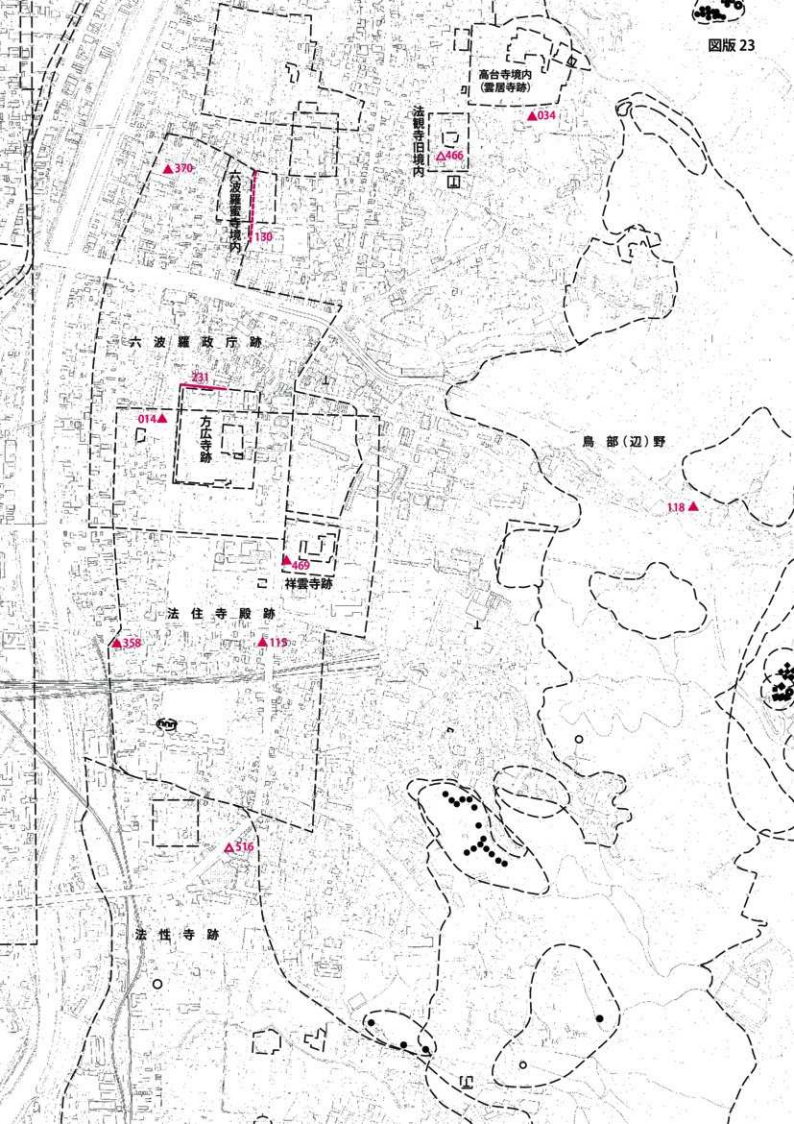 図版 23
高台寺境内
(雲居寺跡)
034
法観寺旧境内
466
370
六波羅蜜寺境内
130
六波羅政庁跡
231
014
方広寺跡
鳥部(辺)野
118
469
祥雲寺跡
法住寺殿跡
358
115
516
法性寺跡